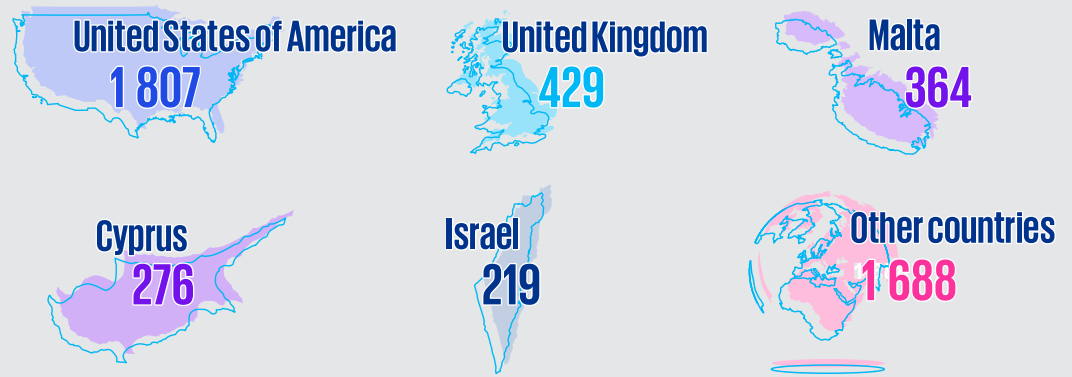 United States of America
1 807
United Kingdom
429
Malta
364
Cyprus
276
Israel
219
Other countries
1 688